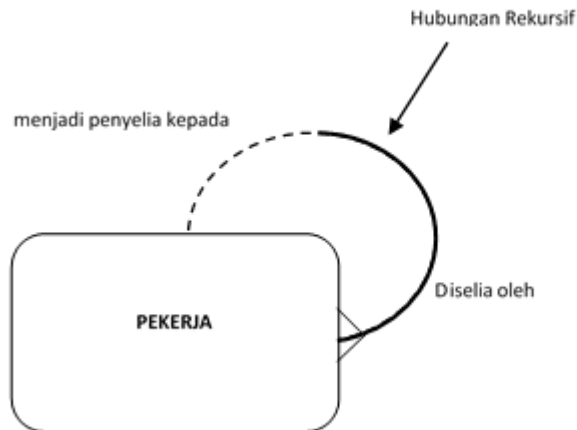 Hubungan Rekursif
menjadi penyelia kepada
Diselia oleh
PEKERJA